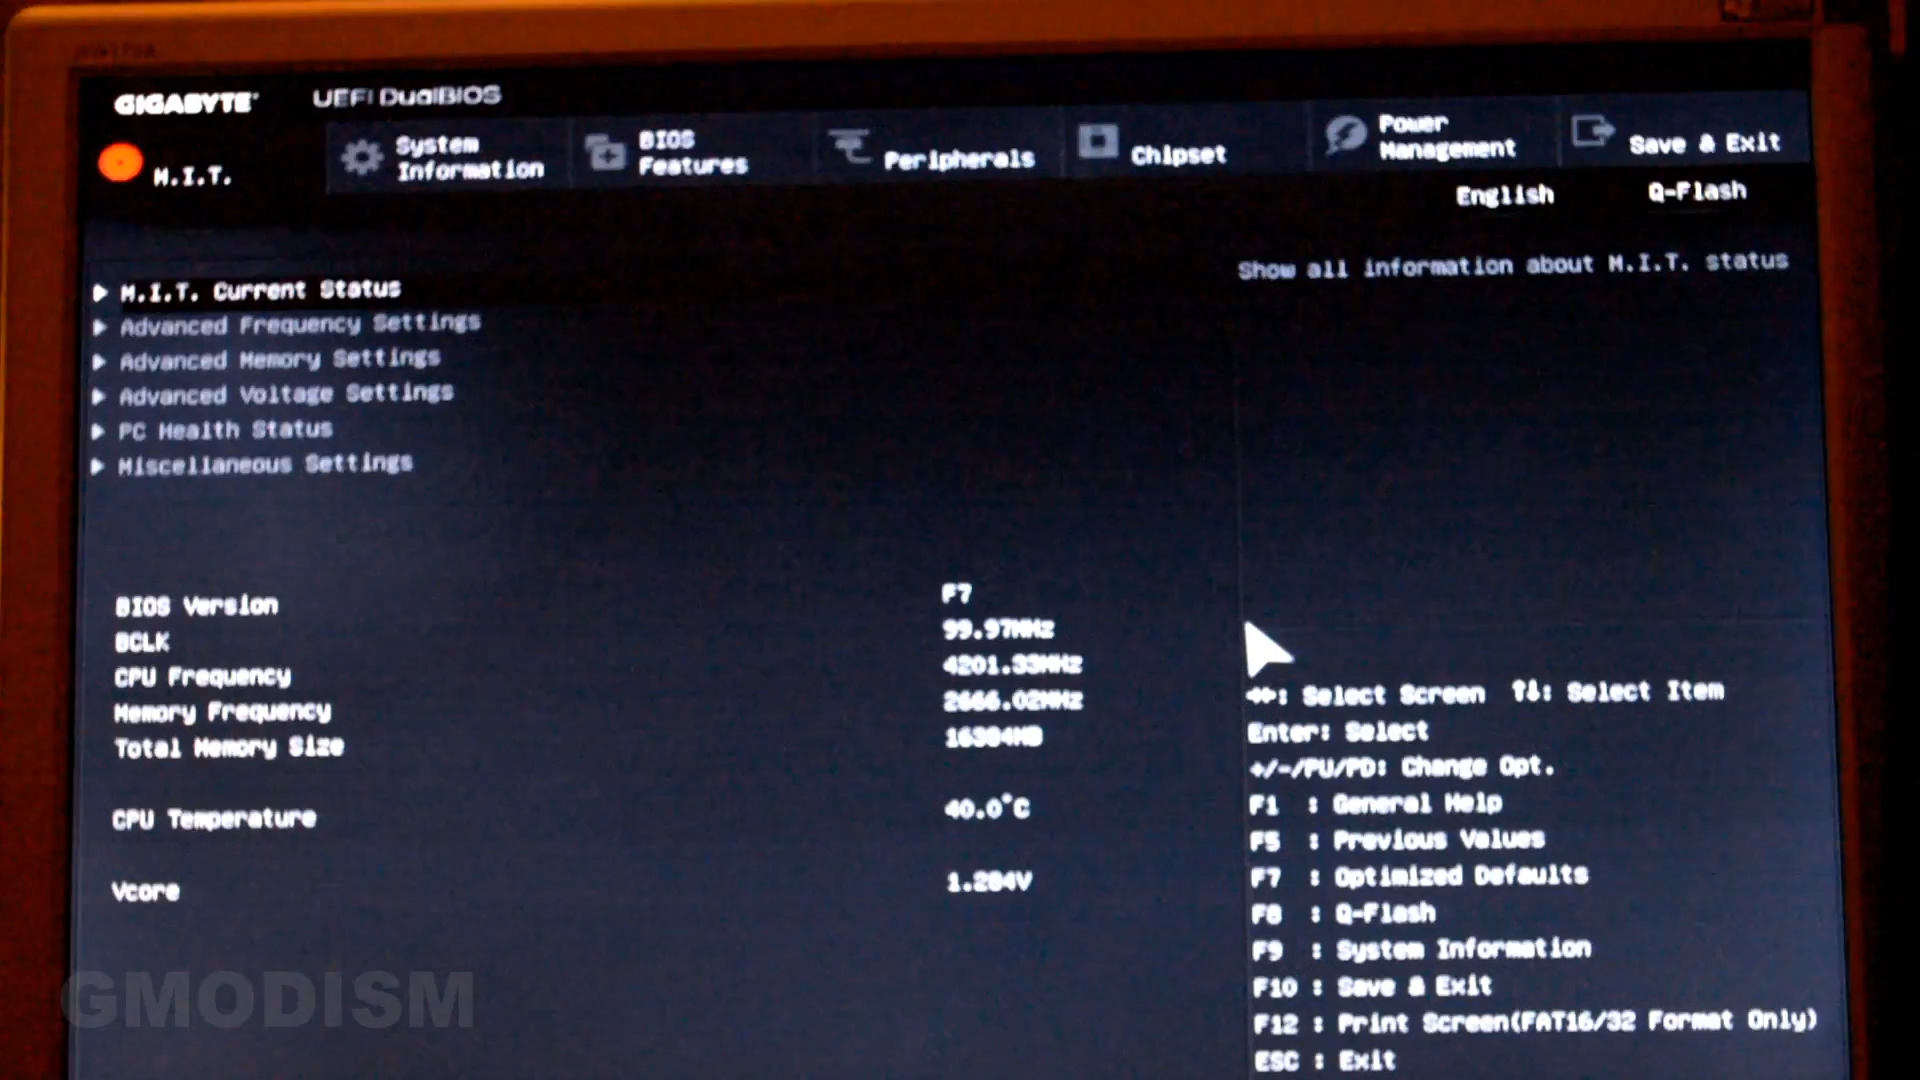 GIGABYTE UEFI DualBIOS
M.I.T.
System Information
BIOS Features
Peripherals
Chipset
Power Management
Save & Exit
English Q-Flash
M.I.T. Current Status
Advanced Frequency Settings
Advanced Memory Settings
Advanced Voltage Settings
PC Health Status
Miscellaneous Settings
Show all information about M.I.T. status
BIOS Version F7
BCLK 99.97MHz
CPU Frequency 4201.33MHz
Memory Frequency 2666.02MHz
Total Memory Size 16384MB
CPU Temperature 40.0°C
Vcore
: Select Screen ↑↓: Select Item
Enter: Select
+/-/PU/PD: Change Opt.
F1 : General Help
F5 : Previous Values
F7 : Optimized Defaults
F8 : Q-Flash
F9 : System Information
F10 : Save & Exit
F12 : Print Screen(FAT16/32 Format Only)
ESC : Exit
GMODISM